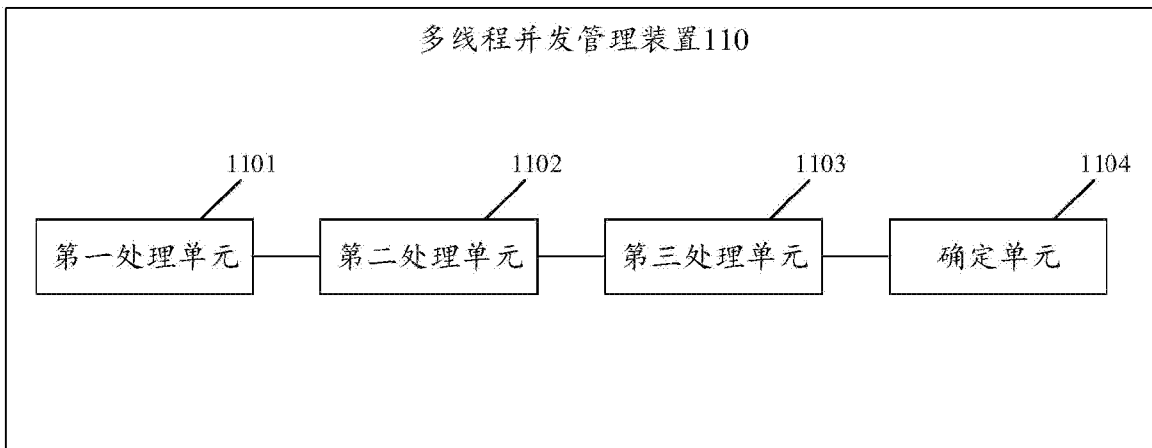 多线程并发管理装置110
1101
1102
1103
1104
第一处理单元
第二处理单元
第三处理单元
确定单元